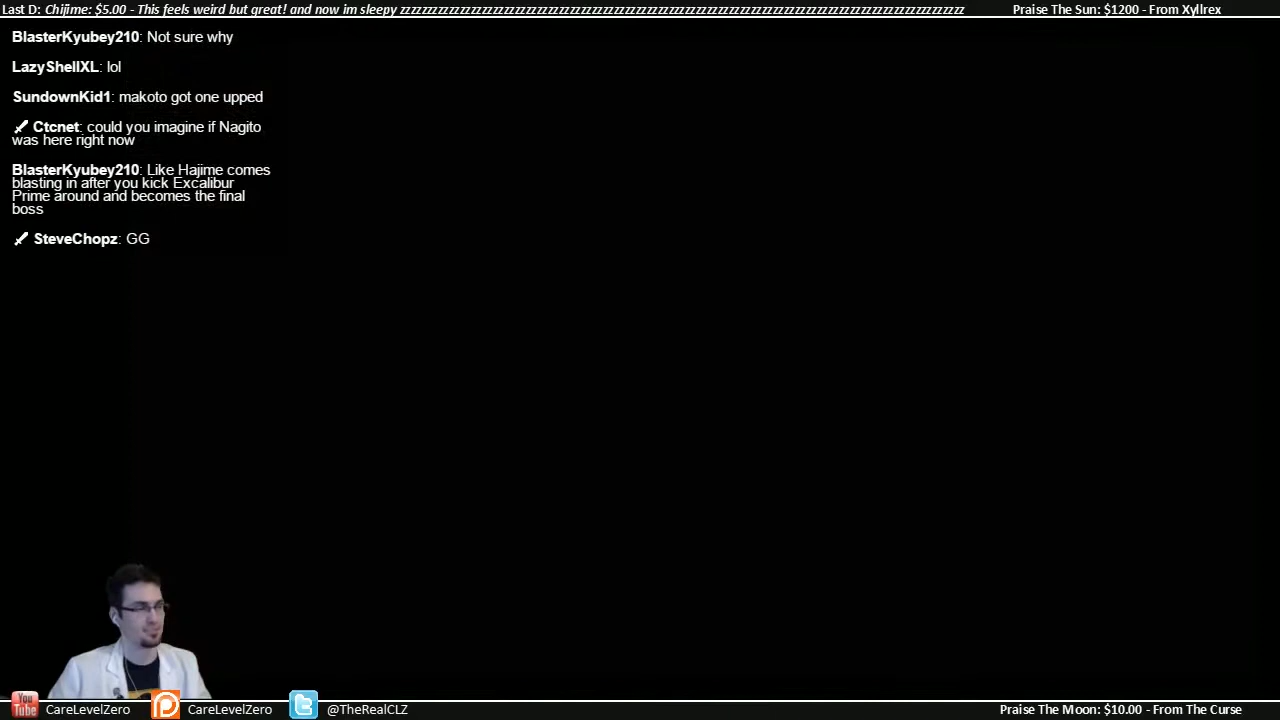 Last D: Chijime: $5.00 - This feels weird but great! and now im sleepy
Praise The Sun: $1200 - From Xyllrex
BlasterKyubey210: Not sure why
LazyShellXL: lol
SundownKid1: makoto got one upped
Ctcnet: could you imagine if Nagito
was here right now
BlasterKyubey210: Like Hajime comes
blasting in after you kick Excalibur
Prime around and becomes the final
boss
SteveChopz: GG
You
Tube
CareLevelZero
CareLevelZero
@TheRealCLZ
Praise The Moon: $10.00 - From The Curse